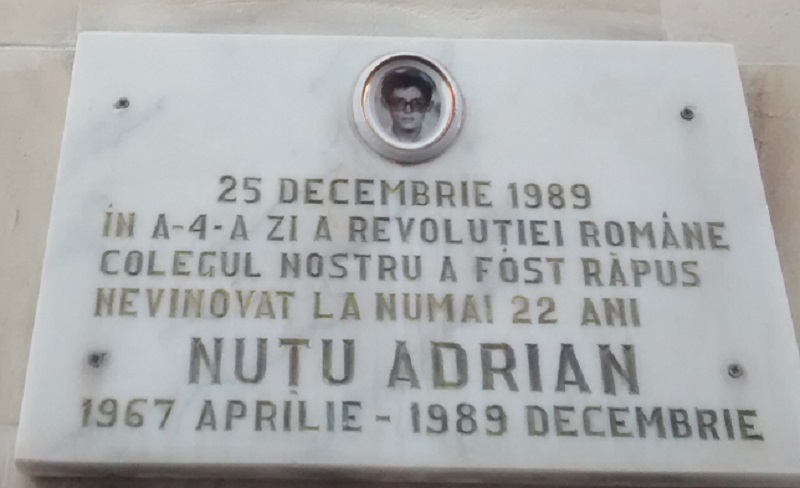 25 DECEMBRIE 1989
ÎN A-4-A ZI A REVOLUȚIEI ROMÂNE
COLEGUL NOSTRU A FOST RĂPUS
NEVINOVAT LA NUMAI 22 ANI
NUȚU ADRIAN
1967 APRILIE - 1989 DECEMBRIE